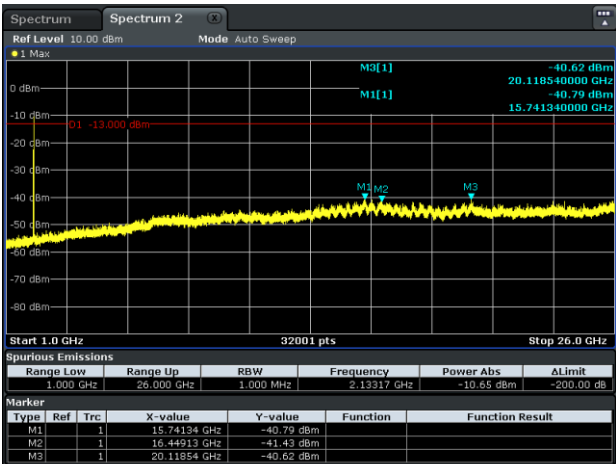 Spectrum Spectrum 2
Ref Level 10.00 dBm Mode Auto Sweep
1 Max
M3[1] -40.62 dBm
20.118540000 GHz
M1[1] -40.79 dBm
15.741340000 GHz
0 dBm
-10 dBm
D1 -13.000 dBm
-20 dBm
-30 dBm
M1 M2 M3
-40 dBm
-50 dBm
-60 dBm
-70 dBm
-80 dBm
Start 1.0 GHz 32001 pts Stop 26.0 GHz
Spurious Emissions
Range Low Range Up RBW Frequency Power Abs ΔLimit
1.000 GHz 26.000 GHz 1.000 MHz 2.13317 GHz -10.65 dBm -200.00 dB
Marker
Type Ref Trc X-value Y-value Function Function Result
M1 1 15.74134 GHz -40.79 dBm
M2 1 16.44913 GHz -41.43 dBm
M3 1 20.11854 GHz -40.62 dBm